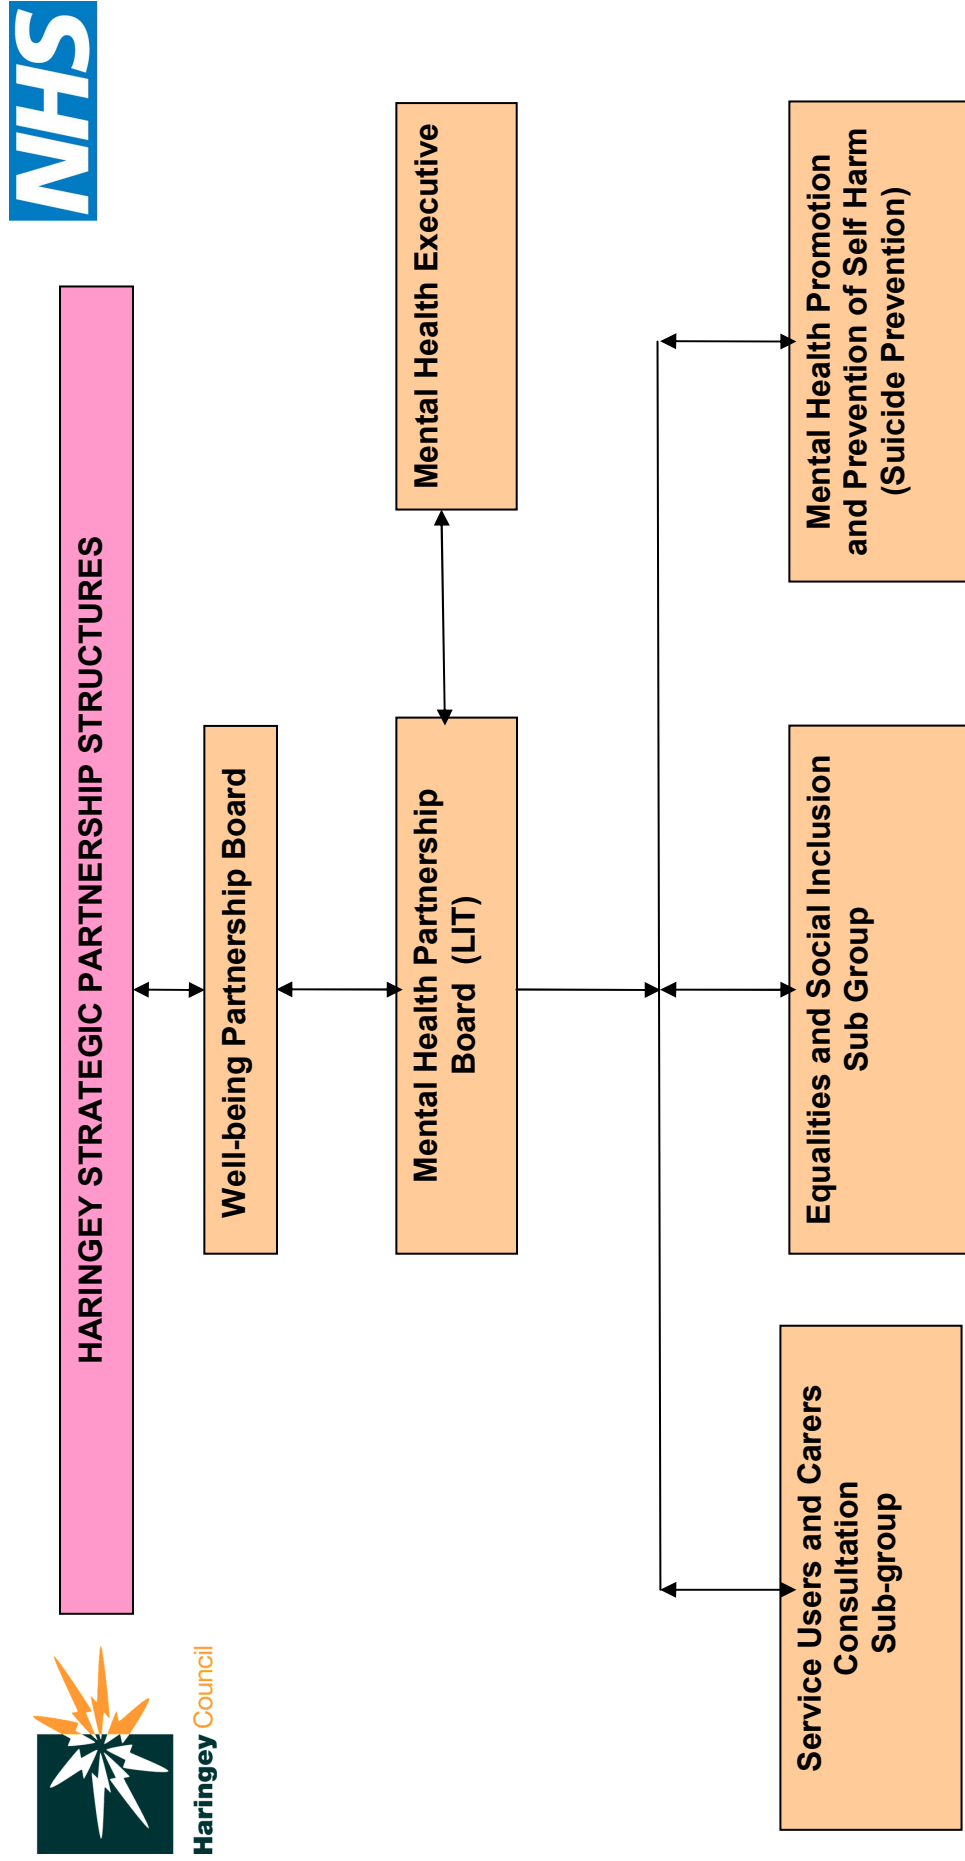 NHS
Haringey Council
HARINGEY STRATEGIC PARTNERSHIP STRUCTURES
Well-being Partnership Board
Mental Health Partnership
Board (LIT)
Mental Health Executive
Service Users and Carers
Consultation
Sub-group
Equalities and Social Inclusion
Sub Group
Mental Health Promotion
and Prevention of Self Harm
(Suicide Prevention)